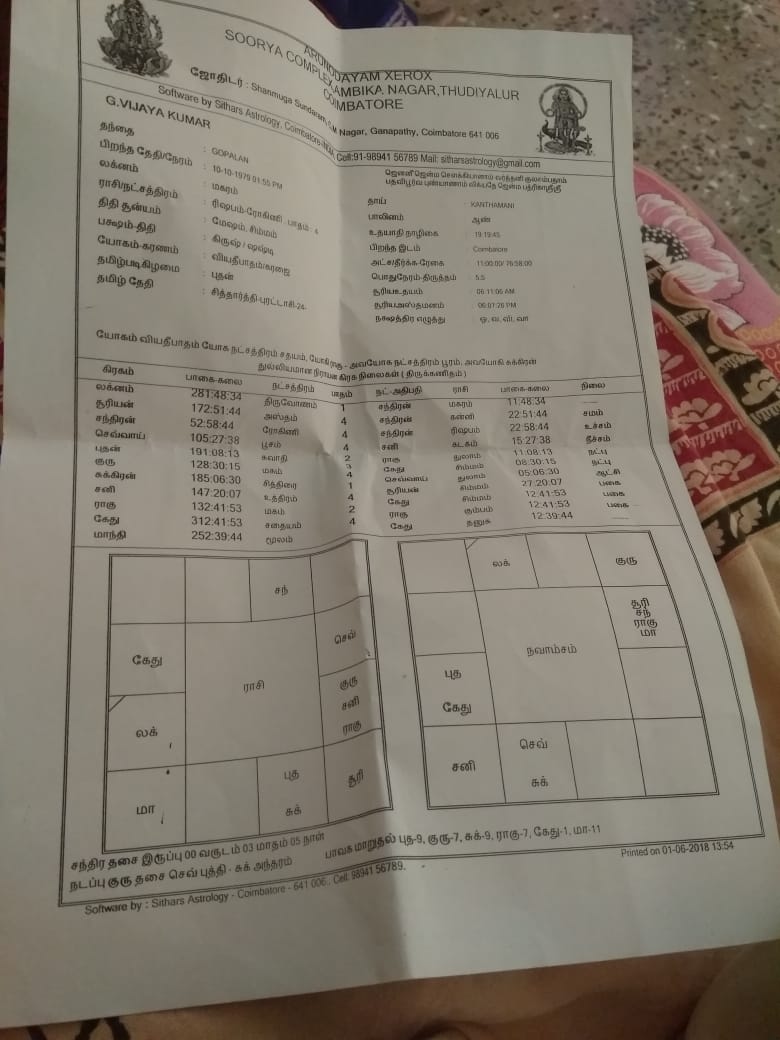 ARUNODAYAM XEROX
SOORYA COMPLEX, AMBIKA NAGAR,THUDIYALUR
COIMBATORE
ஜோதிடர் : Shanmuga Sundaram, Nagar, Ganapathy, Coimbatore 641 006
Software by Sithars Astrology, Coimbatore Cell:91-98941 56789 Mail: sitharsastrology@gmail.com
G.VIJAYA KUMAR
தந்தை : GOPALAN
பிறந்த தேதி/நேரம் : 10-10-1979 01:55 PM
லக்னம் : மகரம்
ராசி/நட்சத்திரம் : ரிஷபம்-ரோகிணி -பாதம்- 4
திதி சூன்யம் : மேஷம், சிம்மம்
பக்ஷம்-திதி : கிருஷ / ஷஷ்டி
யோகம்-கரணம் : வியதீபாதம்/கரஜை
தமிழ்படிகிழமை : புதன்
தமிழ் தேதி : சித்தார்த்தி-புரட்டாசி-24-
ஜெனனீ ஜென்ம சௌக்கியானாம் வர்த்தனீ குலசம்பதாம்
பதவிபூர்வ புண்யானாம் லிக்யதே ஜென்ம பத்ரிகா
தாய் : KANTHAMANI
பாலினம் : ஆண்
உதயாதி நாழிகை : 19:19:45
பிறந்த இடம் : Coimbatore
அட்ச/தீர்க்க-ரேகை : 11:00:00/ 76:58:00
பொதுநேரம்-திருத்தம் : 5.5
சூரியஉதயம் : 06:11:06 AM
சூரியஅஸ்தமனம் : 06:07:26 PM
நக்ஷத்திர எழுத்து : ஓ, வ, வி, வு
யோகம் வியதீபாதம் யோக நட்சத்திரம் சதயம், யோகி ராகு - அவயோக நட்சத்திரம் பூரம், அவயோகி சுக்கிரன்
துல்லியமான நிராயன கிரக நிலைகள் ( திருக்கணிதம் )
கிரகம் பாகை-கலை நட்சத்திரம் பாதம் நட்-அதிபதி ராசி பாகை-கலை நிலை
லக்னம் 281:48:34 திருவோணம் 1 சந்திரன் மகரம் 11:48:34 -----
சூரியன் 172:51:44 அஸ்தம் 4 சந்திரன் கன்னி 22:51:44 சமம்
சந்திரன் 52:58:44 ரோகிணி 4 சந்திரன் ரிஷபம் 22:58:44 உச்சம்
செவ்வாய் 105:27:38 பூசம் 4 சனி கடகம் 15:27:38 நீச்சம்
புதன் 191:08:13 சுவாதி 2 ராகு துலாம் 11:08:13 நட்பு
குரு 128:30:15 மகம் 3 கேது சிம்மம் 08:30:15 நட்பு
சுக்கிரன் 185:06:30 சித்திரை 4 செவ்வாய் துலாம் 05:06:30 ஆட்சி
சனி 147:20:07 உத்திரம் 1 சூரியன் சிம்மம் 27:20:07 பகை
ராகு 132:41:53 மகம் 4 கேது சிம்மம் 12:41:53 பகை
கேது 312:41:53 சதயம் 2 ராகு கும்பம் 12:41:53 பகை
மாந்தி 252:39:44 மூலம் 4 கேது தனுசு 12:39:44 -----
சந்
கேது
செவ்
ராசி
லக்
குரு
சனி
ராகு
மா
புத
சுக்
சூரி
லக்
குரு
சூரி
சந்
ராகு
மா
நவாம்சம்
புத
கேது
சனி
செவ்
சுக்
சந்திர தசை இருப்பு 00 வருடம் 03 மாதம் 05 நாள்
பாவக மாறுதல் புத-9, குரு-7, சுக்-9, ராகு-7, கேது-1, மா-11
நடப்பு குரு தசை செவ் புத்தி - சுக் அந்தரம்
Printed on 01-06-2018 13:54
Software by : Sithars Astrology - Coimbatore - 641 006., Cell: 98941 56789.